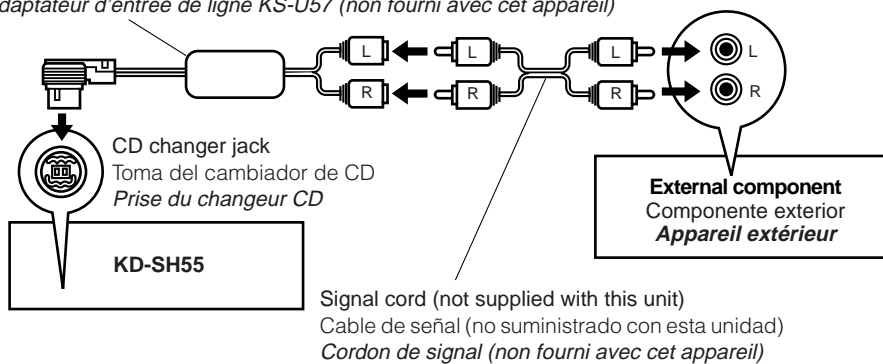 daptateur d'entrée de ligne KS-U57 (non fourni avec cet appareil)
L L L L
R R R R
CD changer jack
Toma del cambiador de CD
Prise du changeur CD
KD-SH55
External component
Componente exterior
Appareil extérieur
Signal cord (not supplied with this unit)
Cable de señal (no suministrado con esta unidad)
Cordon de signal (non fourni avec cet appareil)